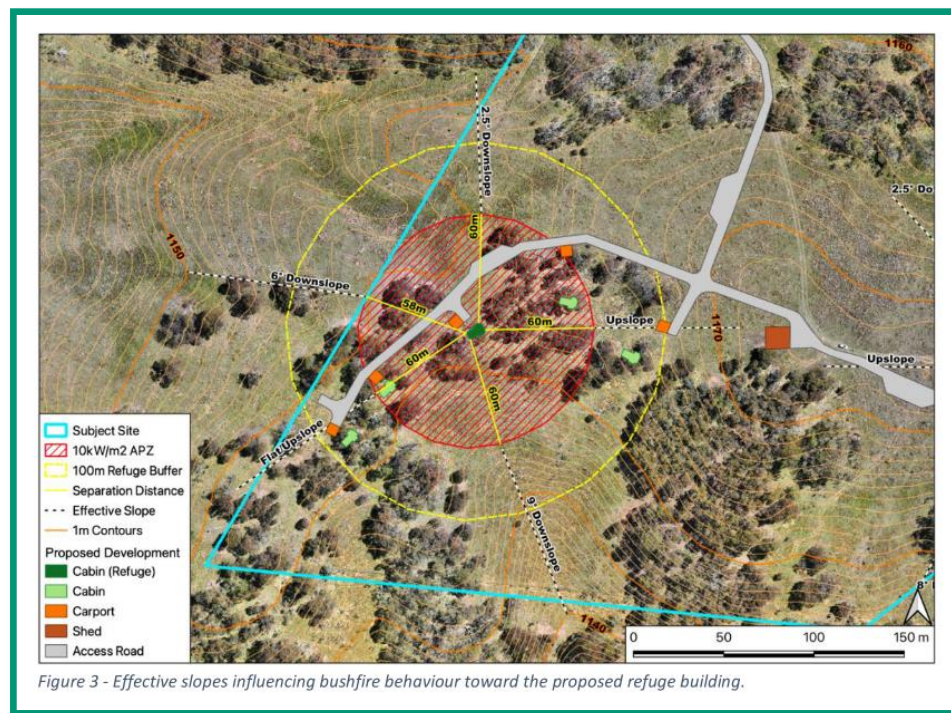 1160
2.5° Downslope
2.5° Do
1150
60m
6° Downslope
58m
60m
Upslope
1170
Upslope
60m
60m
Flat/Upslope
9° Downslope
1140
8°
Subject Site
10kW/m2 APZ
100m Refuge Buffer
Separation Distance
Effective Slope
1m Contours
Proposed Development
Cabin (Refuge)
Cabin
Carport
Shed
Access Road
0 50 100 150 m
Figure 3 - Effective slopes influencing bushfire behaviour toward the proposed refuge building.